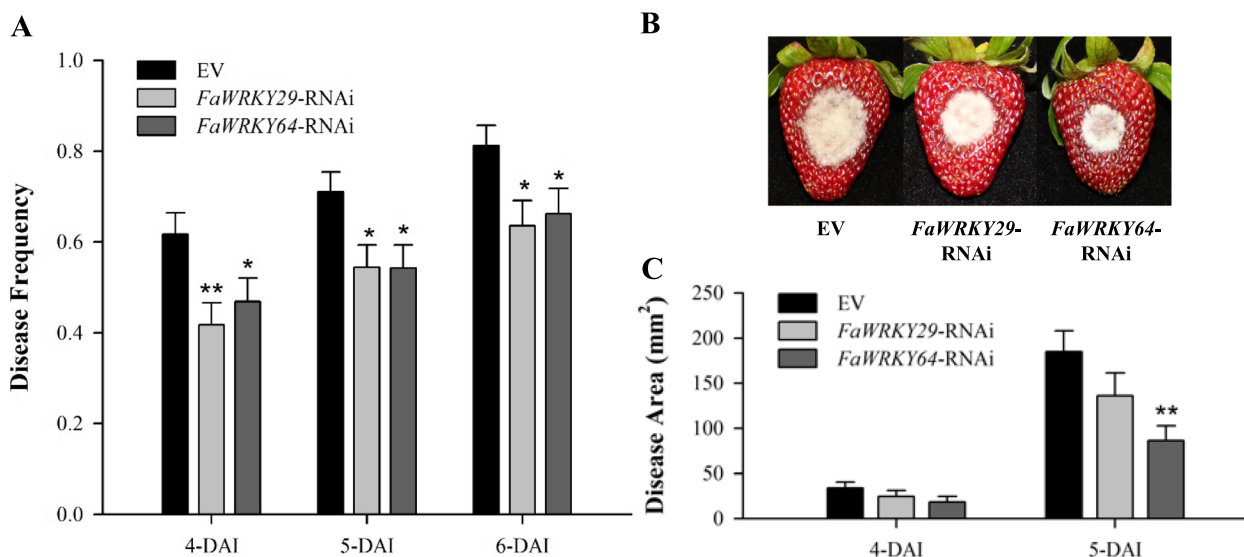 A
Disease Frequency
1.0
0.8
0.6
0.4
0.2
0.0
EV
FaWRKY29-RNAi
FaWRKY64-RNAi
** *
* *
* *
4-DAI 5-DAI 6-DAI
B
EV
FaWRKY29-
RNAi
FaWRKY64-
RNAi
C
Disease Area (mm²)
250
200
150
100
50
0
EV
FaWRKY29-RNAi
FaWRKY64-RNAi
**
4-DAI 5-DAI